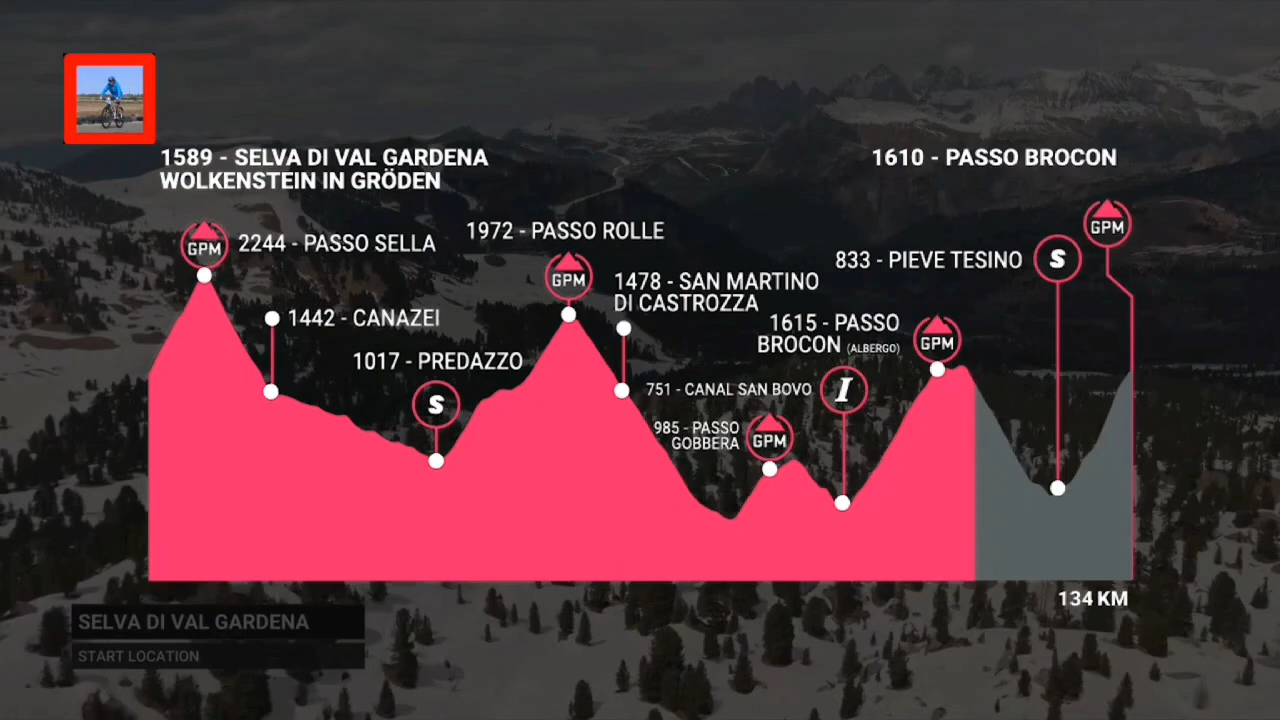 1589 - SELVA DI VAL GARDENA
WOLKENSTEIN IN GRÖDEN
1610 - PASSO BROCON
GPM
2244 - PASSO SELLA
1972 - PASSO ROLLE
GPM
GPM
833 - PIEVE TESINO
S
1478 - SAN MARTINO
DI CASTROZZA
1442 - CANAZEI
1615 - PASSO
BROCON (ALBERGO)
GPM
1017 - PREDAZZO
S
751 - CANAL SAN BOVO
I
985 - PASSO
GOBBERA
GPM
134 KM
SELVA DI VAL GARDENA
START LOCATION